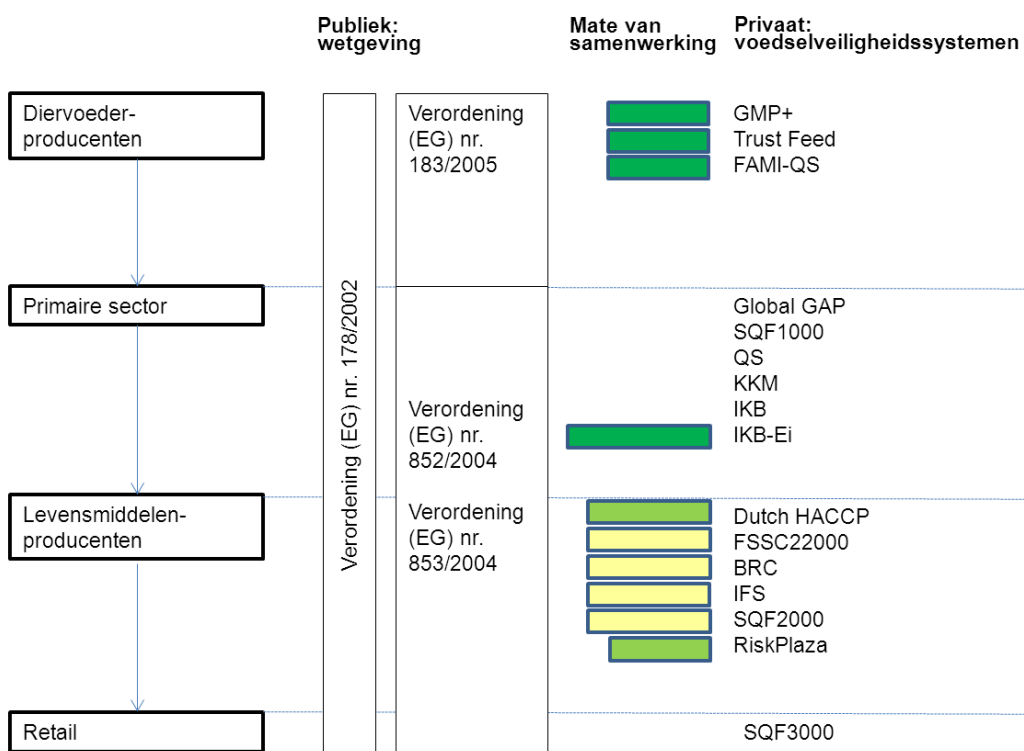 Publiek:
wetgeving
Mate van
samenwerking
Privaat:
voedselveiligheidssystemen
Diervoeder-
producenten
Verordening (EG) nr. 178/2002
Verordening
(EG) nr.
183/2005
GMP+
Trust Feed
FAMI-QS
Primaire sector
Verordening
(EG) nr.
852/2004
Global GAP
SQF1000
QS
KKM
IKB
IKB-Ei
Levensmiddelen-
producenten
Verordening
(EG) nr.
853/2004
Dutch HACCP
FSSC22000
BRC
IFS
SQF2000
RiskPlaza
Retail
SQF3000